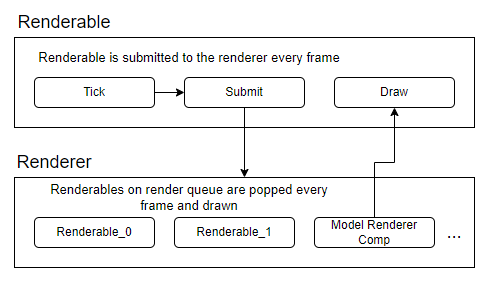 Renderable
Renderable is submitted to the renderer every frame
Tick
Submit
Draw
Renderer
Renderables on render queue are popped every
frame and drawn
Renderable_0
Renderable_1
Model Renderer
Comp
...